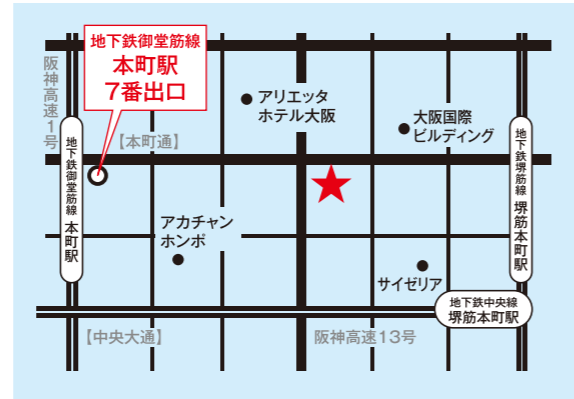 地下鉄御堂筋線
本町駅
7番出口
阪神高速1号
【本町通】
アリエッタ
ホテル大阪
大阪国際
ビルディング
地下鉄御堂筋線 本町駅
地下鉄堺筋線 堺筋本町駅
アカチャン
ホンポ
サイゼリア
地下鉄中央線
堺筋本町駅
【中央大通】
阪神高速13号